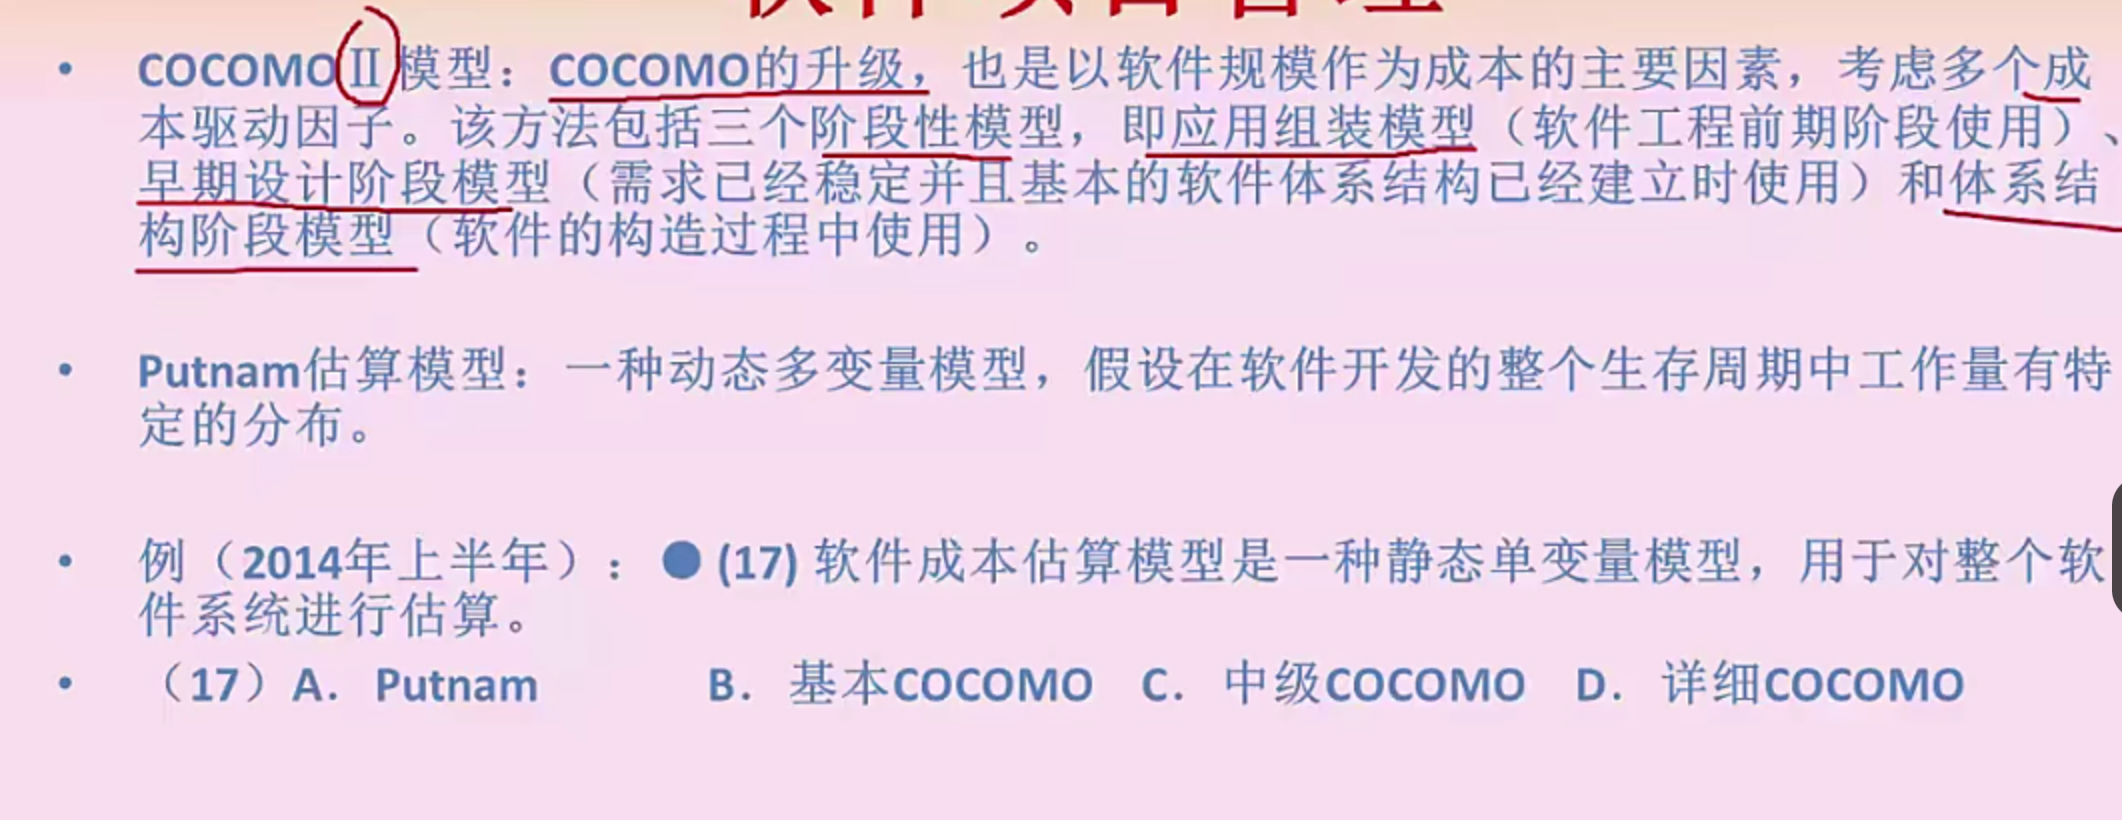 软件项目管理
• COCOMOⅡ模型：COCOMO的升级，也是以软件规模作为成本的主要因素，考虑多个成
本驱动因子。该方法包括三个阶段性模型，即应用组装模型（软件工程前期阶段使用）、
早期设计阶段模型（需求已经稳定并且基本的软件体系结构已经建立时使用）和体系结
构阶段模型（软件的构造过程中使用）。
• Putnam估算模型：一种动态多变量模型，假设在软件开发的整个生存周期中工作量有特
定的分布。
• 例（2014年上半年）：●(17) 软件成本估算模型是一种静态单变量模型，用于对整个软
件系统进行估算。
• （17）A. Putnam B. 基本COCOMO C. 中级COCOMO D. 详细COCOMO